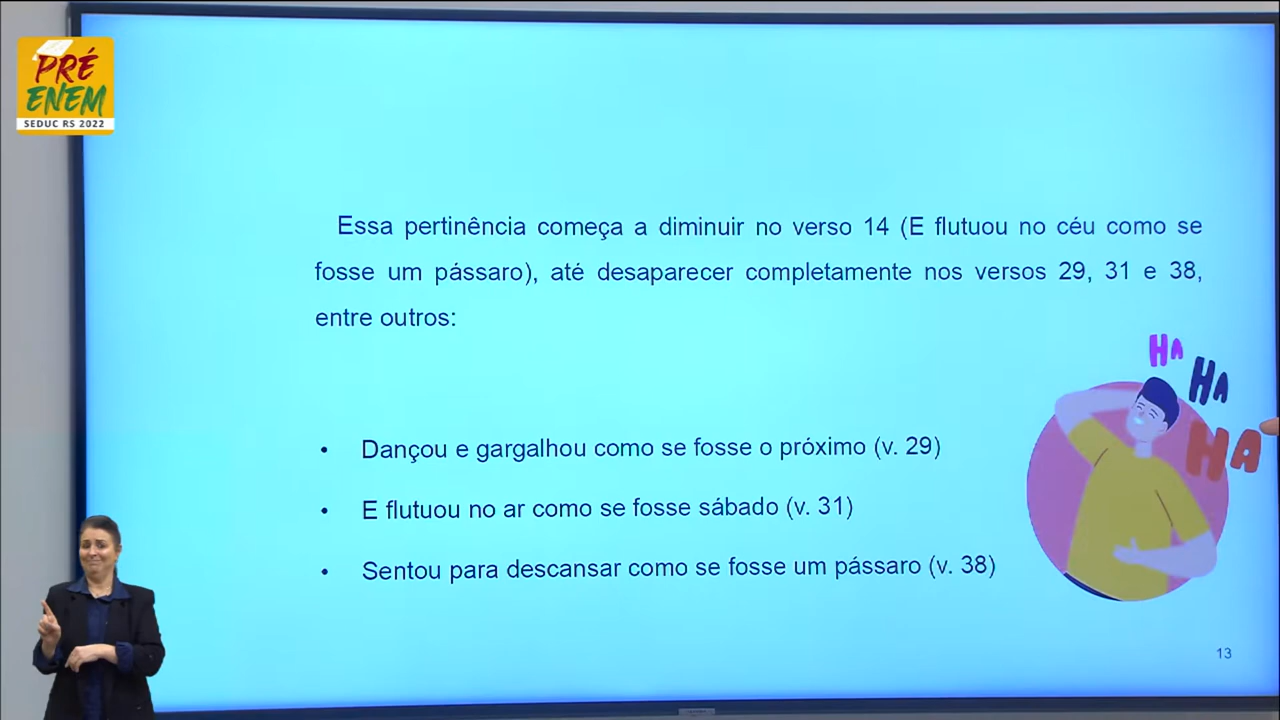 PRÉ
ENEM
SEDUC RS 2022
Essa pertinência começa a diminuir no verso 14 (E flutuou no céu como se
fosse um pássaro), até desaparecer completamente nos versos 29, 31 e 38,
entre outros:
HA
HA
HA
• Dançou e gargalhou como se fosse o próximo (v. 29)
• E flutuou no ar como se fosse sábado (v. 31)
• Sentou para descansar como se fosse um pássaro (v. 38)
13